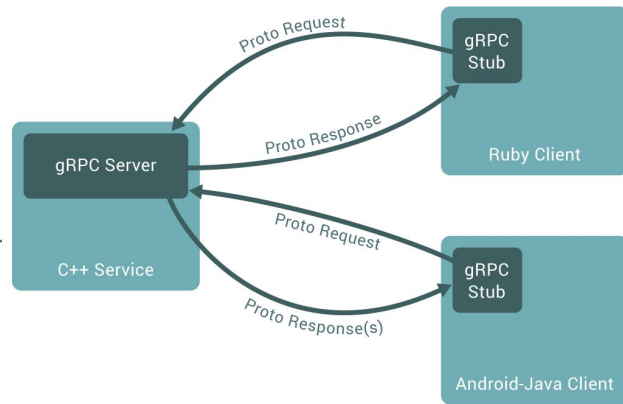 Proto Request
gRPC
Stub
Ruby Client
Proto Response
gRPC Server
C++ Service
Proto Request
gRPC
Stub
Proto Response(s)
Android-Java Client